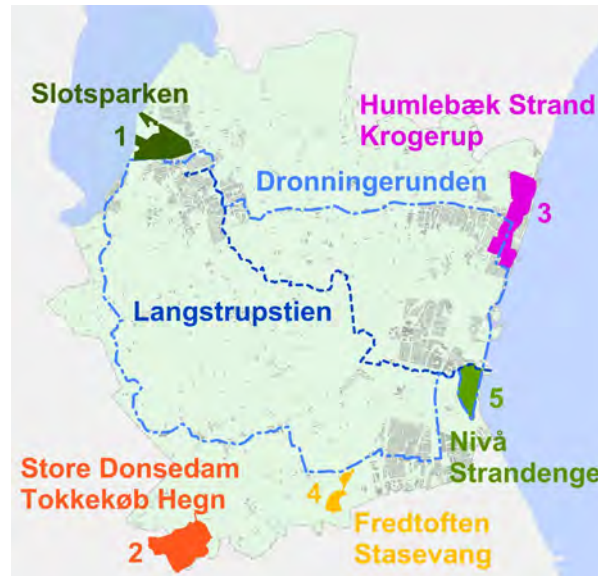 Slotsparken
1
Humlebæk Strand
Krogerup
Dronningerunden
3
Langstrupstien
5
Nivå
Strandenge
Store Donsedam
Tokkekøb Hegn
4
2
Fredtoften
Stasevang